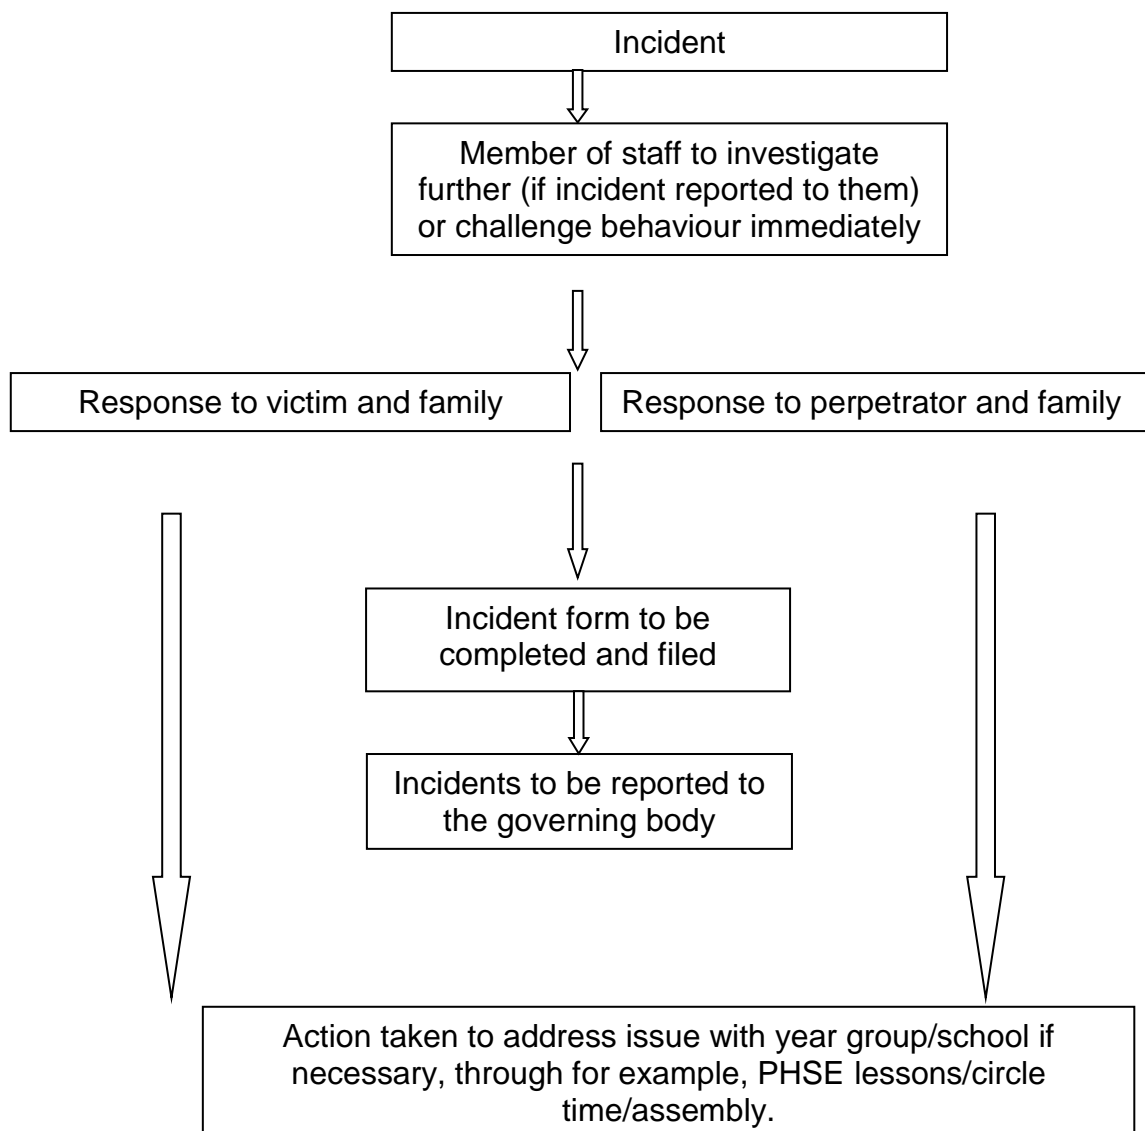 Incident
Member of staff to investigate
further (if incident reported to them)
or challenge behaviour immediately
Response to victim and family
Response to perpetrator and family
Incident form to be
completed and filed
Incidents to be reported to
the governing body
Action taken to address issue with year group/school if
necessary, through for example, PHSE lessons/circle
time/assembly.